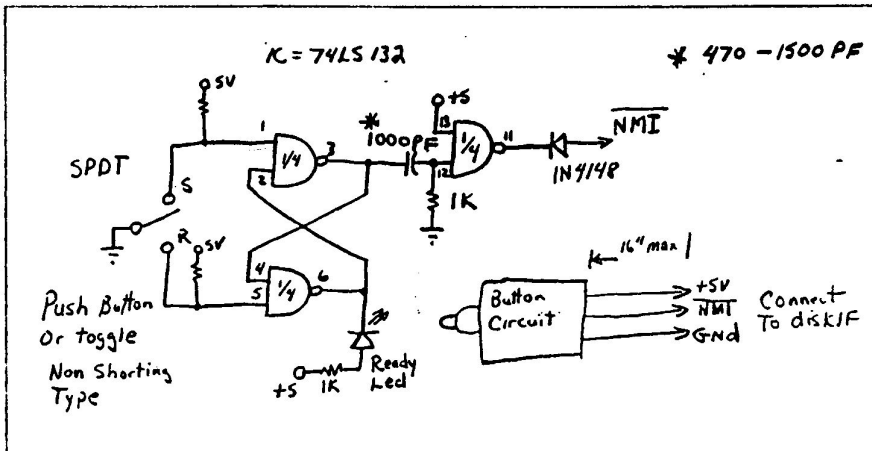 IC = 74LS132
* 470 - 1500 PF
5V
+5
*
1000PF
13
1
3
1/4
2
1/4
11
12
NMI
1N4148
SPDT
S
1K
R
5V
4
5
1/4
6
16" max
Push Button
Or toggle
Non Shorting
Type
+5
1K
Ready
Led
Button
Circuit
+5V
NMI
GNd
Connect
To disk IF